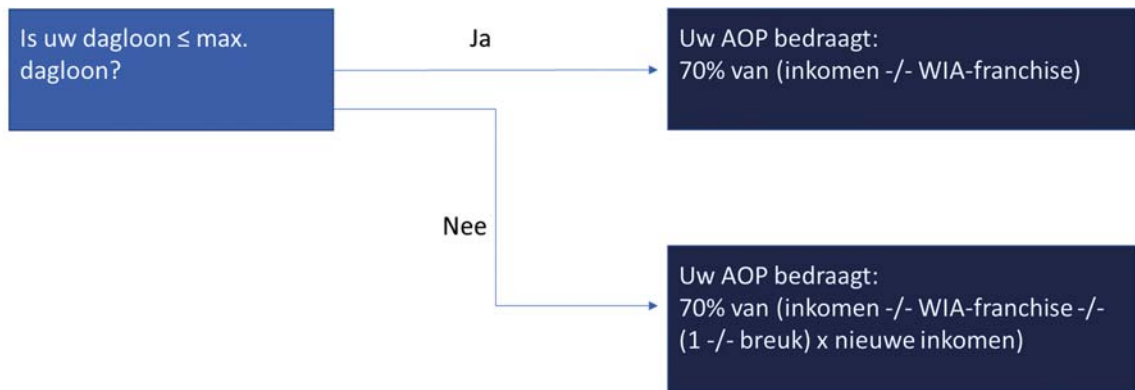 Is uw dagloon ≤ max.
dagloon?
Ja
Uw AOP bedraagt:
70% van (inkomen -/- WIA-franchise)
Nee
Uw AOP bedraagt:
70% van (inkomen -/- WIA-franchise -/-
(1 -/- breuk) x nieuwe inkomen)